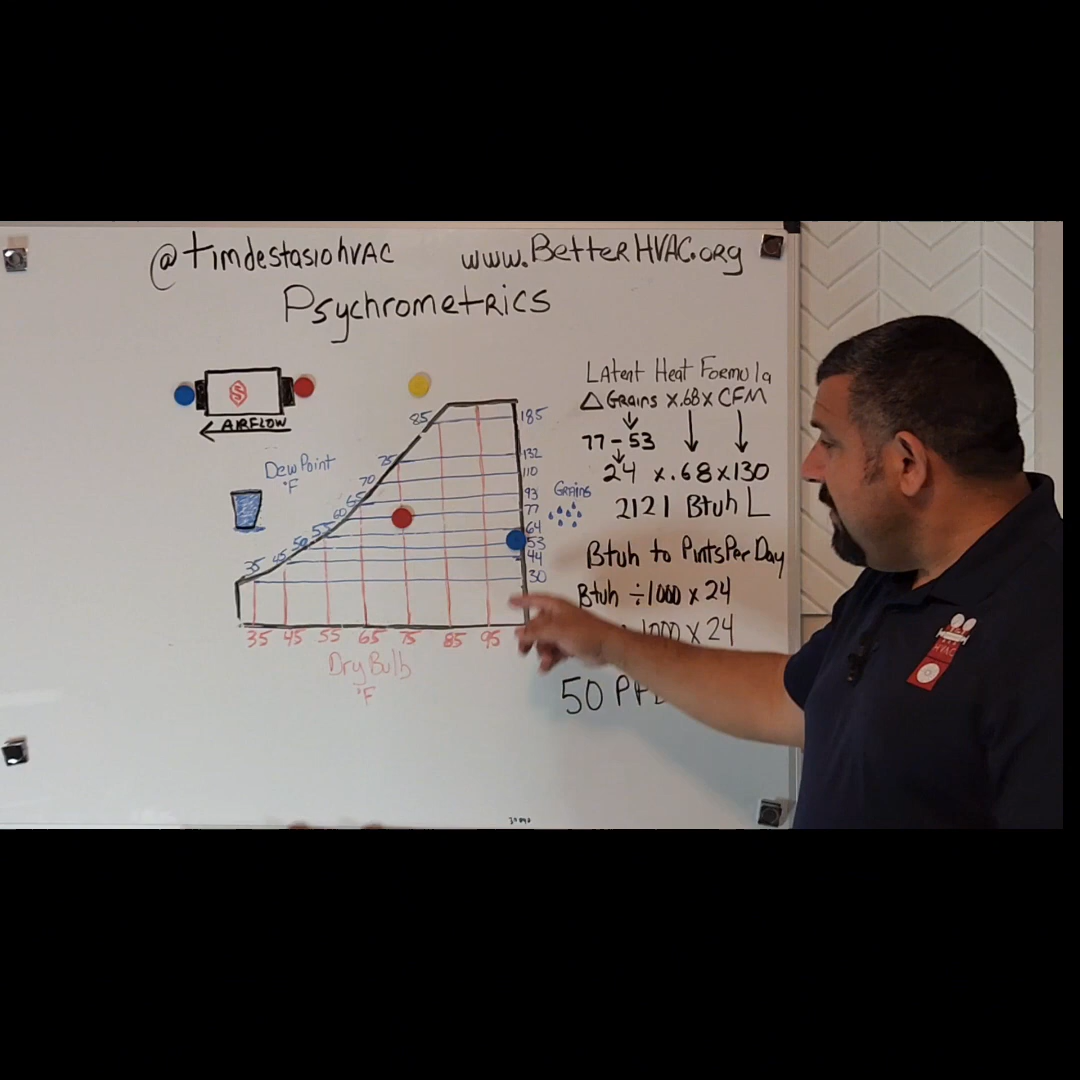 @timdestasiohvac www.BetterHVAC.org
Psychrometrics
S
AIRFLOW
Dew Point
°F
85
75
70
65
60
55
50
45
35
185
132
110
93
77
64
53
44
30
Grains
35 45 55 65 75 85 95
Dry Bulb
°F
Latent Heat Formula
△ Grains x .68 x CFM
77 - 53
24 x .68 x 130
2121 Btuh L
Btuh to Pints Per Day
Btuh ÷ 1000 x 24
1000 x 24
50
HVAC